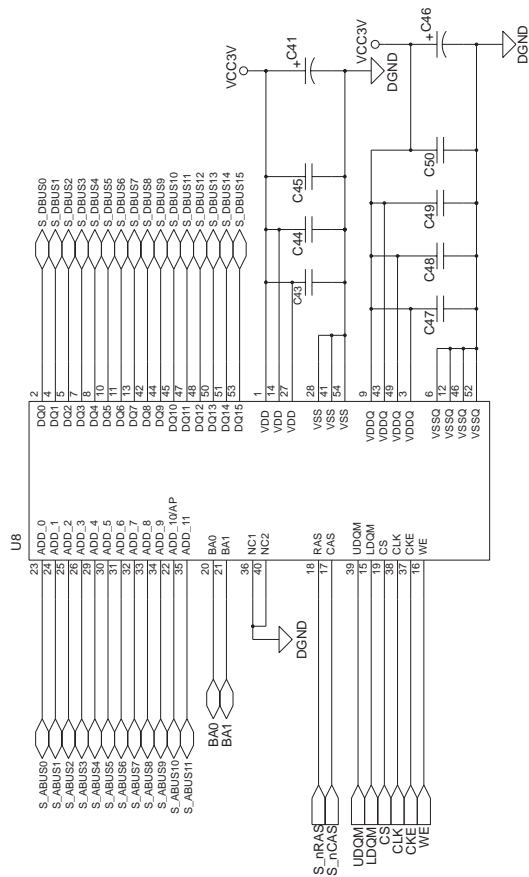 U8
S_ABUS0
S_ABUS1
S_ABUS2
S_ABUS3
S_ABUS4
S_ABUS5
S_ABUS6
S_ABUS7
S_ABUS8
S_ABUS9
S_ABUS10
S_ABUS11
BA0
BA1
DGND
S_nRAS
S_nCAS
UDQM
LDQM
CS
CLK
CKE
WE
23 ADD_0
24 ADD_1
25 ADD_2
26 ADD_3
29 ADD_4
30 ADD_5
31 ADD_6
32 ADD_7
33 ADD_8
34 ADD_9
22 ADD_10/AP
35 ADD_11
20 BA0
21 BA1
36 NC1
40 NC2
18 RAS
17 CAS
39 UDQM
15 LDQM
19 CS
38 CLK
37 CKE
16 WE
DQ0 2
DQ1 4
DQ2 5
DQ3 7
DQ4 8
DQ5 10
DQ6 11
DQ7 13
DQ8 42
DQ9 44
DQ10 45
DQ11 47
DQ12 48
DQ13 50
DQ14 51
DQ15 53
VDD 1
VDD 14
VDD 27
VSS 28
VSS 41
VSS 54
VDDQ 9
VDDQ 43
VDDQ 49
VDDQ 3
VSSQ 6
VSSQ 12
VSSQ 46
VSSQ 52
S_DBUS0
S_DBUS1
S_DBUS2
S_DBUS3
S_DBUS4
S_DBUS5
S_DBUS6
S_DBUS7
S_DBUS8
S_DBUS9
S_DBUS10
S_DBUS11
S_DBUS12
S_DBUS13
S_DBUS14
S_DBUS15
VCC3V
C43
C44
C45
+ C41
DGND
VCC3V
C47
C48
C49
C50
+ C46
DGND